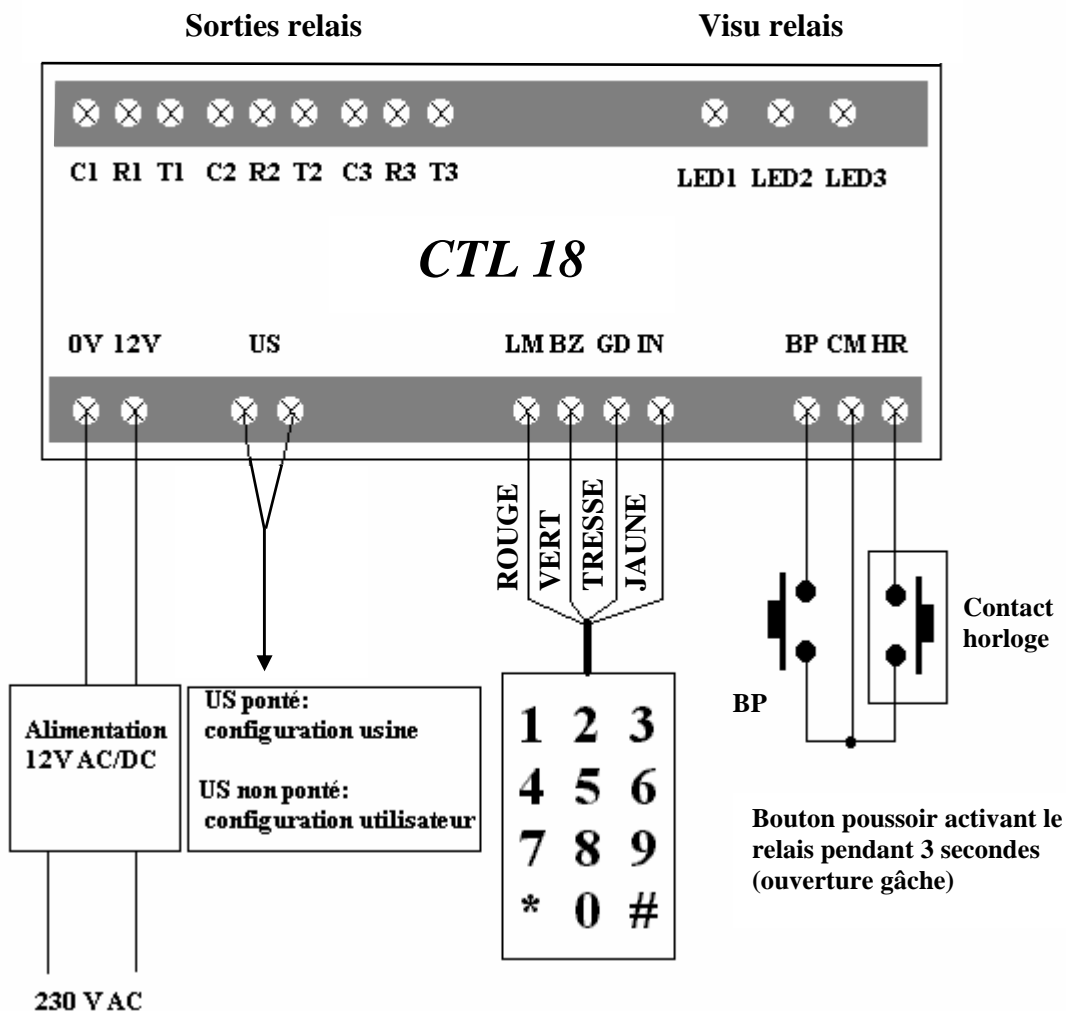 Sorties relais Visu relais
C1 R1 T1 C2 R2 T2 C3 R3 T3 LED1 LED2 LED3
CTL 18
0V 12V US LM BZ GD IN BP CM HR
ROUGE
VERT
TRESSE
JAUNE
Contact
horloge
BP
Alimentation
12V AC/DC
US ponté:
configuration usine
US non ponté:
configuration utilisateur
1 2 3
4 5 6
7 8 9
* 0 #
Bouton poussoir activant le
relais pendant 3 secondes
(ouverture gâche)
230 V AC